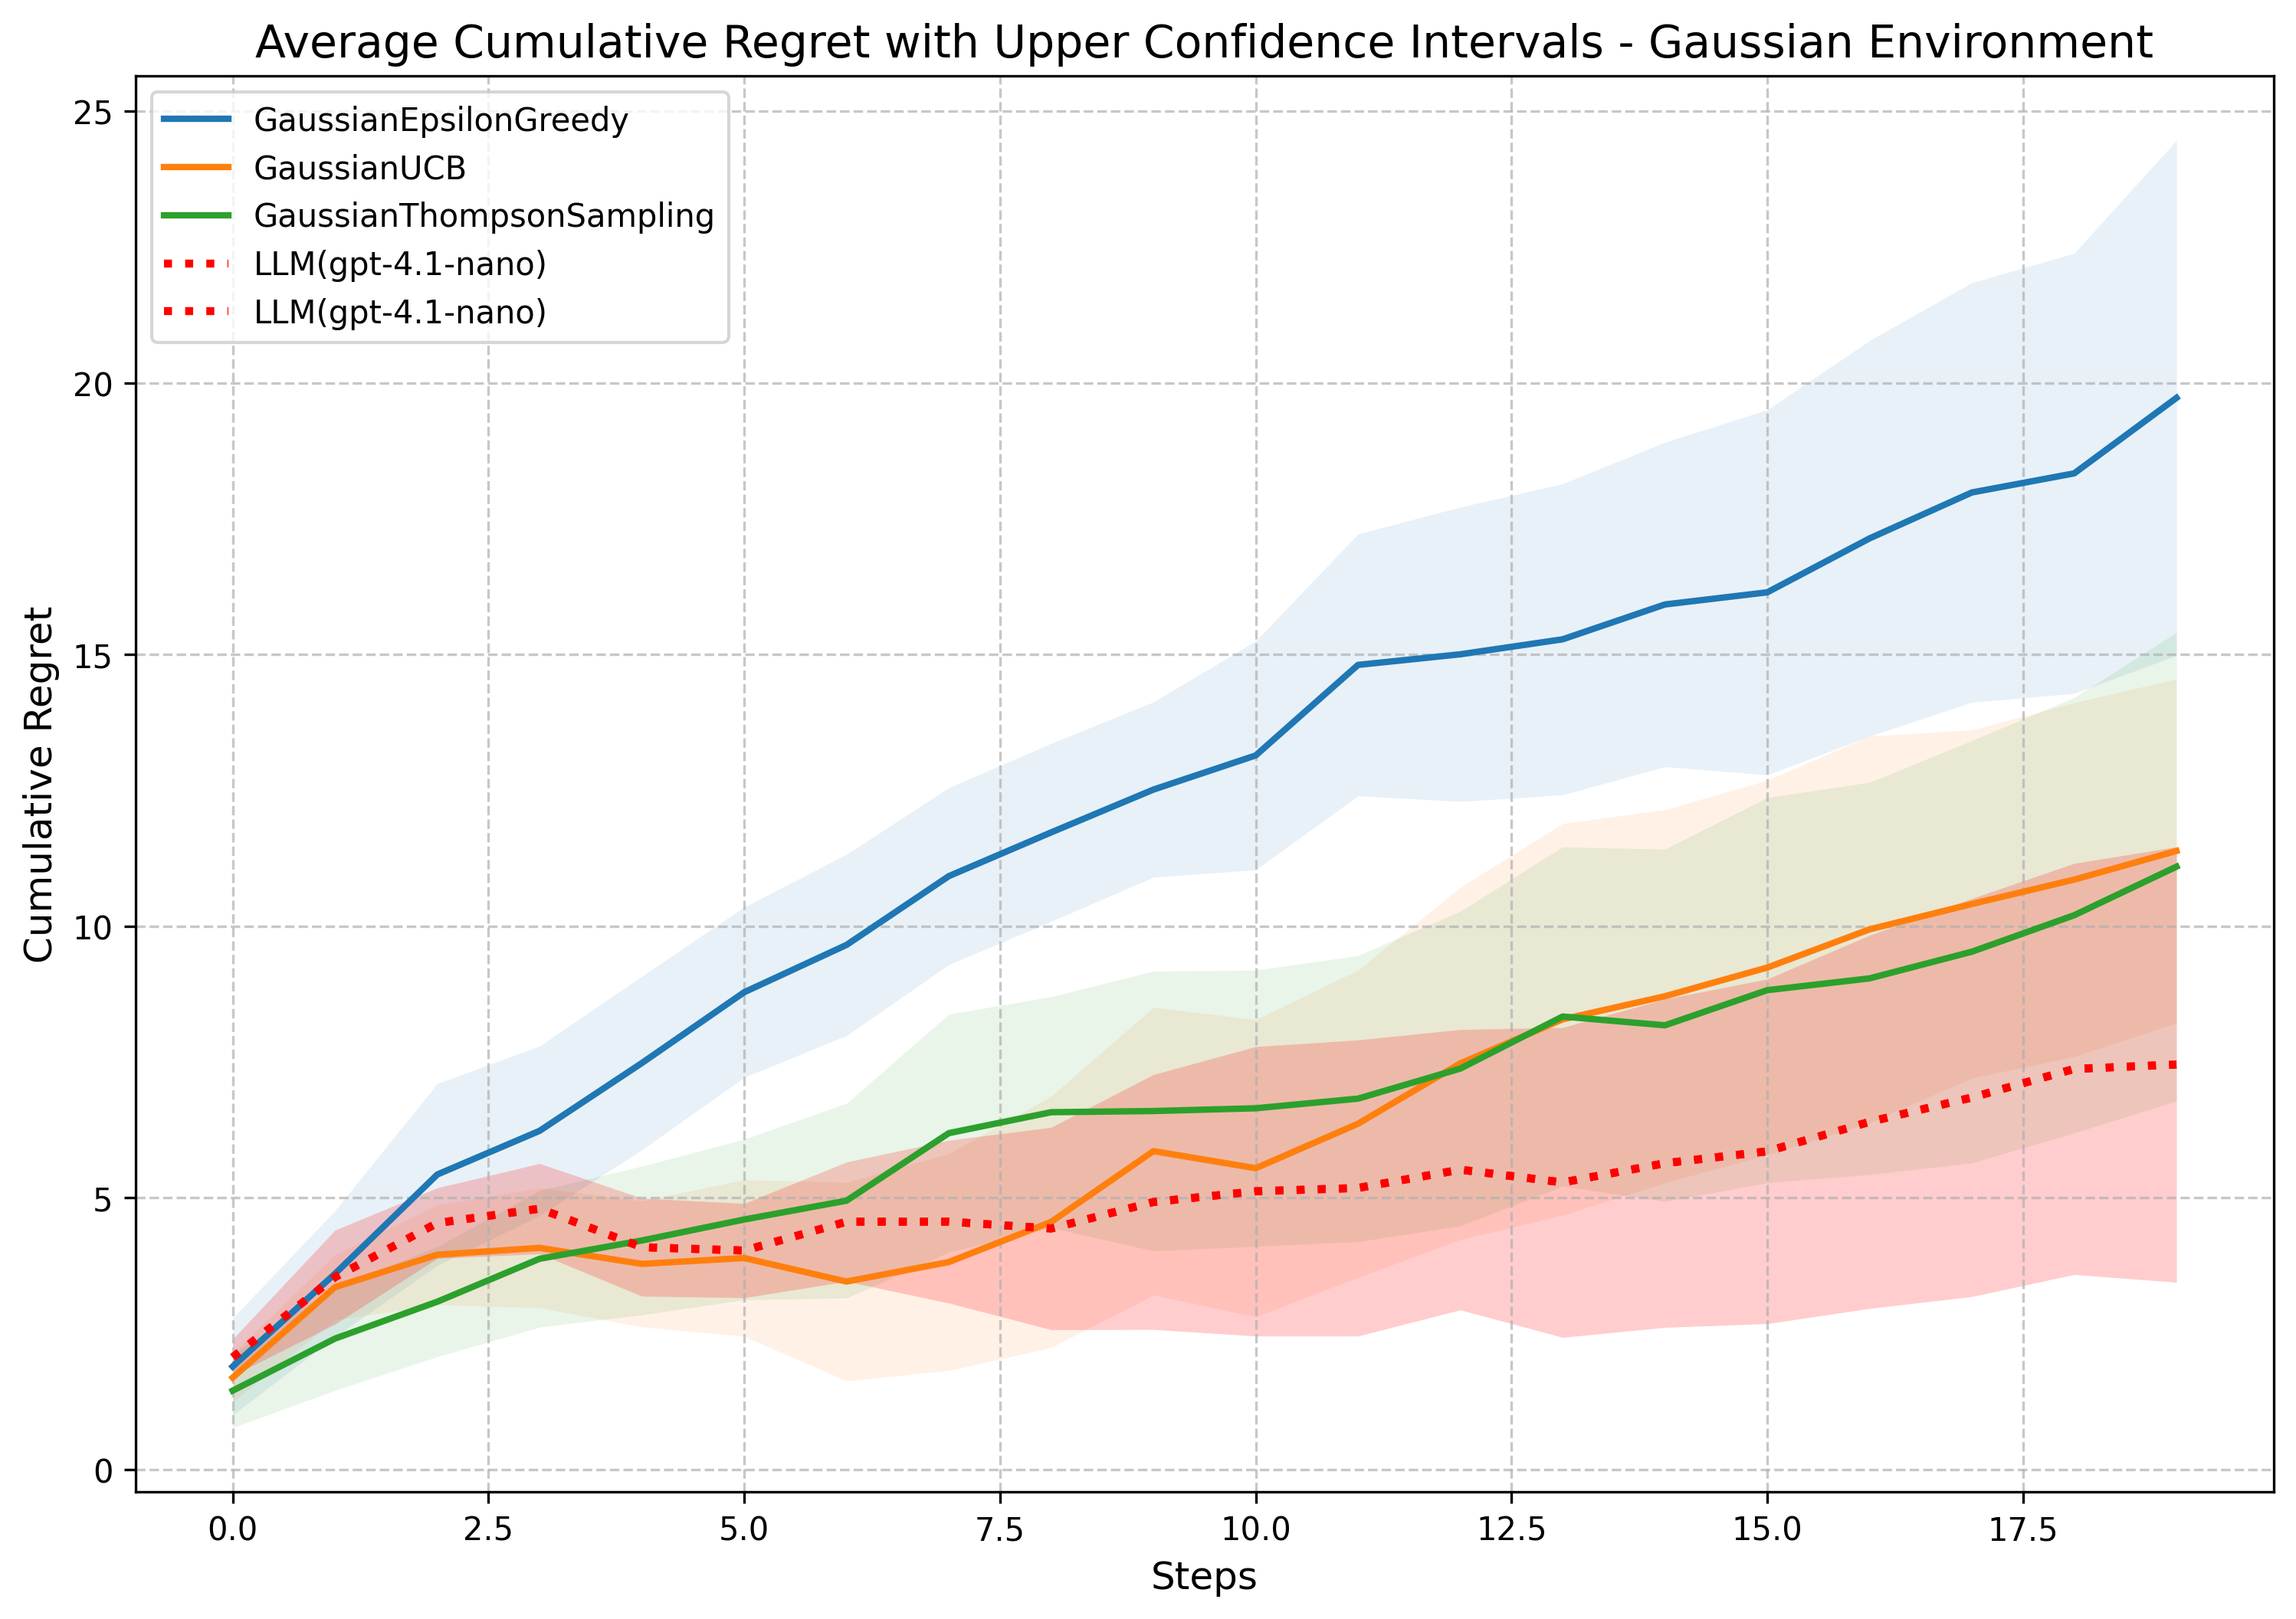 Average Cumulative Regret with Upper Confidence Intervals - Gaussian Environment
GaussianEpsilonGreedy
GaussianUCB
GaussianThompsonSampling
LLM(gpt-4.1-nano)
LLM(gpt-4.1-nano)
25
20
15
10
5
0
Cumulative Regret
0.0 2.5 5.0 7.5 10.0 12.5 15.0 17.5
Steps